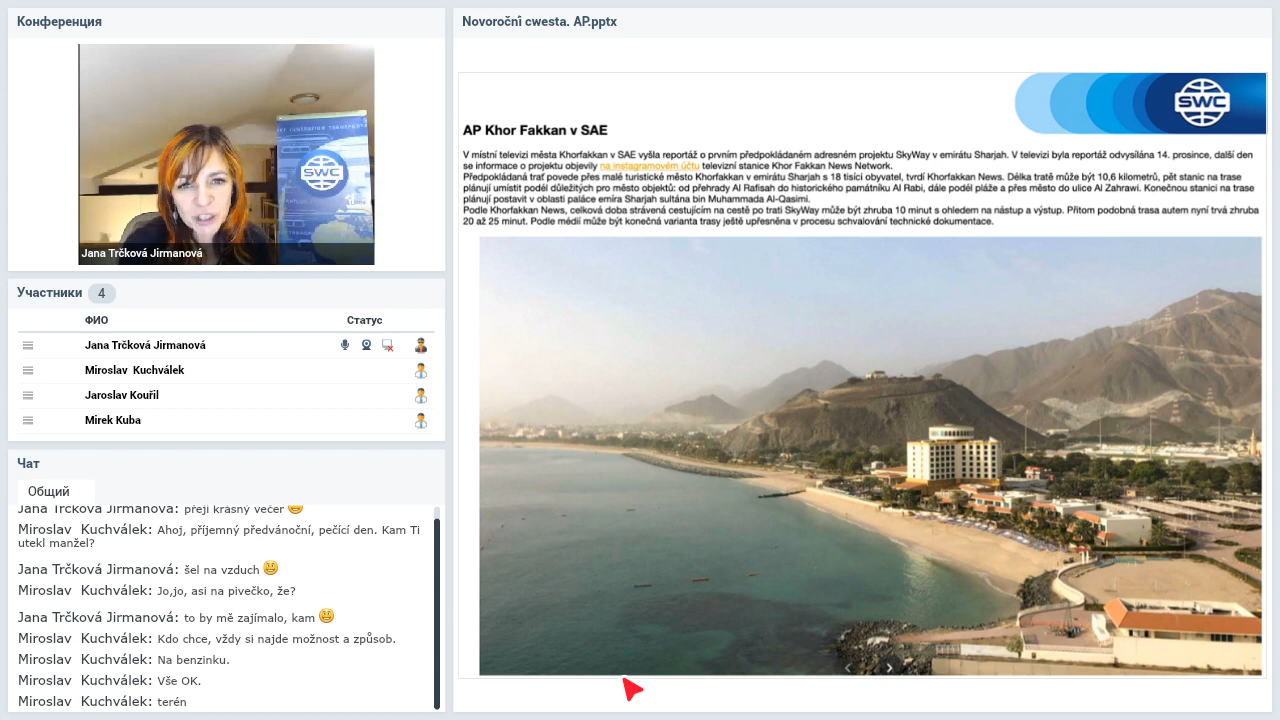 Конференция
Jana Trčková Jirmanová
SWC
Участники 4
ФИО Статус
Jana Trčková Jirmanová
Miroslav Kuchválek
Jaroslav Kouřil
Mirek Kuba
Чат
Общий
Jana Trčková Jirmanová: přeji krásný večer
Miroslav Kuchválek: Ahoj, příjemný předvánoční, pečící den. Kam Ti
utekl manžel?
Jana Trčková Jirmanová: šel na vzduch
Miroslav Kuchválek: Jo,jo, asi na pivečko, že?
Jana Trčková Jirmanová: to by mě zajímalo, kam
Miroslav Kuchválek: Kdo chce, vždy si najde možnost a způsob.
Miroslav Kuchválek: Na benzinku.
Miroslav Kuchválek: Vše OK.
Miroslav Kuchválek: terén
Novoročnî cwesta. AP.pptx
SWC
AP Khor Fakkan v SAE
V místní televizi města Khorfakkan v SAE vyšla reportáž o prvním předpokládaném adresném projektu SkyWay v emirátu Sharjah. V televizi byla reportáž odvysílána 14. prosince, další den
se informace o projektu objevily na instagramovém účtu televizní stanice Khor Fakkan News Network.
Předpokládaná trať povede přes malé turistické město Khorfakkan v emirátu Sharjah s 18 tisíci obyvatel, tvrdí Khorfakkan News. Délka tratě může být 10,6 kilometrů, pět stanic na trase
plánují umístit podél důležitých pro město objektů: od přehrady Al Rafisah do historického památníku Al Rabi, dále podél pláže a přes město do ulice Al Zahrawi. Konečnou stanici na trase
plánují postavit v oblasti paláce emíra Sharjah sultána bin Muhammada Al-Qasimi.
Podle Khorfakkan News, celková doba strávená cestujícím na cestě po trati SkyWay může být zhruba 10 minut s ohledem na nástup a výstup. Přitom podobná trasa autem nyní trvá zhruba
20 až 25 minut. Podle médií může být konečná varianta trasy ještě upřesněna v procesu schvalování technické dokumentace.